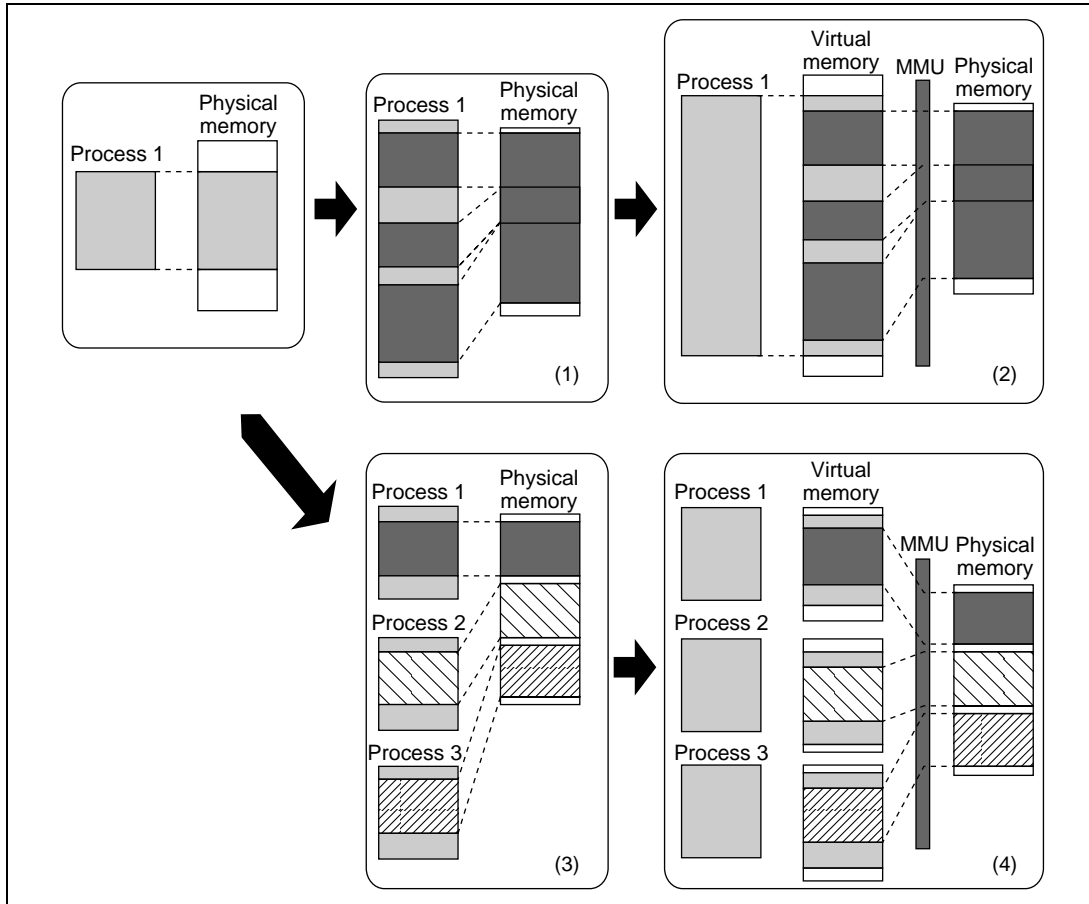 Process 1
Physical
memory
Process 1
Physical
memory
(1)
Process 1
Virtual
memory
MMU
Physical
memory
(2)
Process 1
Physical
memory
Process 2
Process 3
(3)
Process 1
Virtual
memory
MMU
Physical
memory
Process 2
Process 3
(4)